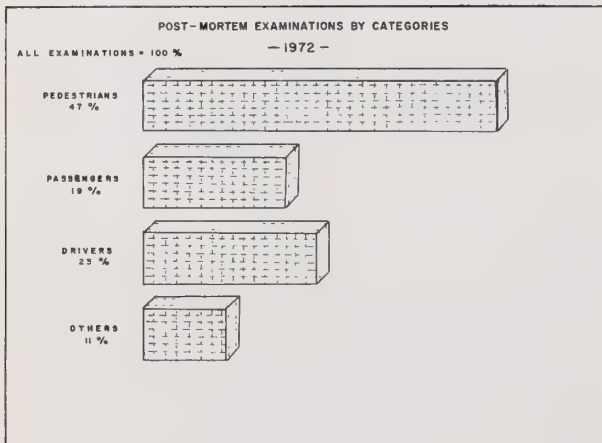 POST-MORTEM EXAMINATIONS BY CATEGORIES
— 1972 —
ALL EXAMINATIONS = 100 %
PEDESTRIANS
47 %
PASSENGERS
19 %
DRIVERS
23 %
OTHERS
11 %